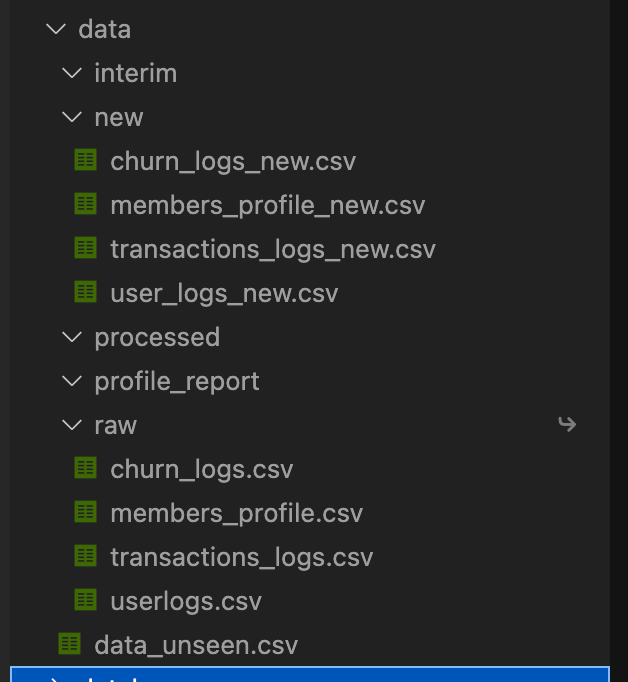 data
interim
new
churn_logs_new.csv
members_profile_new.csv
transactions_logs_new.csv
user_logs_new.csv
processed
profile_report
raw
churn_logs.csv
members_profile.csv
transactions_logs.csv
userlogs.csv
data_unseen.csv